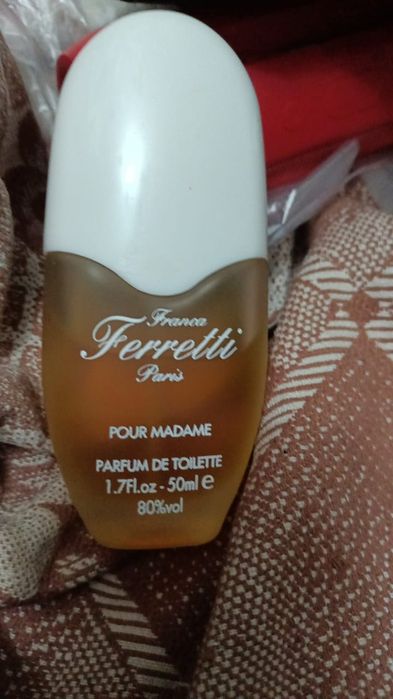 Franca
Ferretti
Paris
POUR MADAME
PARFUM DE TOILETTE
1.7Fl.oz - 50ml e
80%vol